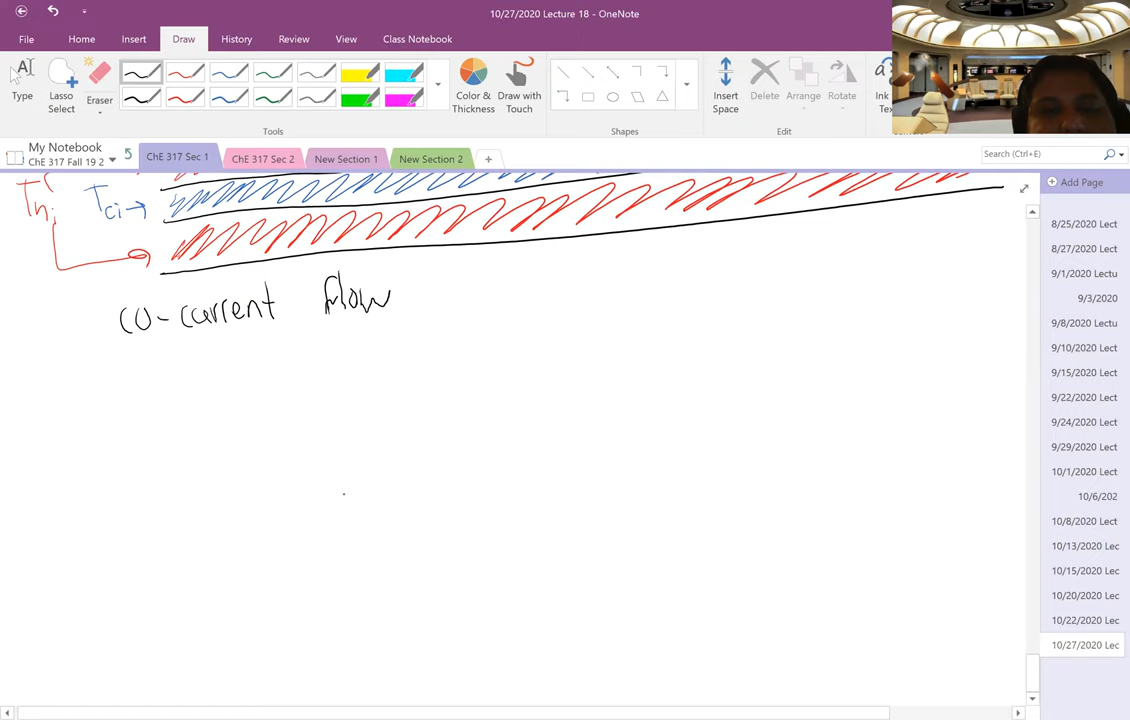 10/27/2020 Lecture 18 - OneNote
File Home Insert Draw History Review View Class Notebook
Type
Lasso Select
Eraser
Color & Thickness
Draw with Touch
Insert Space
Delete
Arrange
Rotate
Ink
Tex
Tools
Shapes
Edit
My Notebook
ChE 317 Fall 19 2
ChE 317 Sec 1
ChE 317 Sec 2
New Section 1
New Section 2
+
Search (Ctrl+E)
Add Page
8/25/2020 Lect
8/27/2020 Lect
9/1/2020 Lectu
9/3/2020
9/8/2020 Lectu
9/10/2020 Lect
9/15/2020 Lect
9/22/2020 Lect
9/24/2020 Lect
9/29/2020 Lect
10/1/2020 Lect
10/6/202
10/8/2020 Lect
10/13/2020 Lec
10/15/2020 Lec
10/20/2020 Lec
10/22/2020 Lec
10/27/2020 Lec
Thi
Tci →
co-current flow